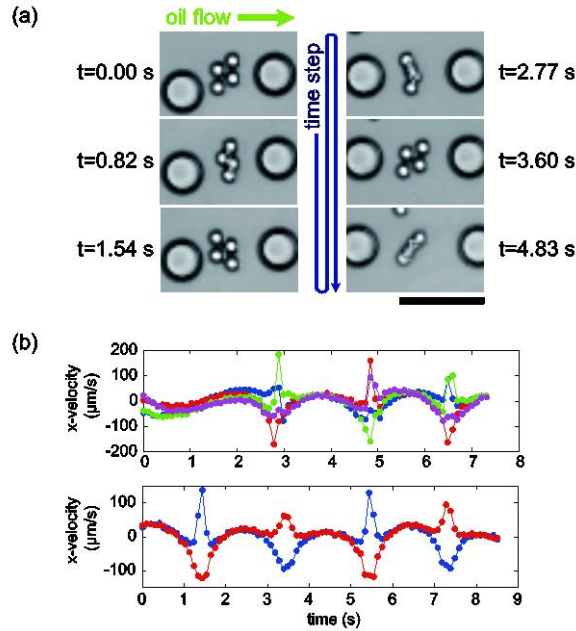 (a)
oil flow
time step
t=0.00 s
t=2.77 s
t=0.82 s
t=3.60 s
t=1.54 s
t=4.83 s
(b)
x-velocity
(μm/s)
200
100
0
-100
-200
0 1 2 3 4 5 6 7 8
x-velocity
(μm/s)
100
0
-100
0 1 2 3 4 5 6 7 8 9
time (s)